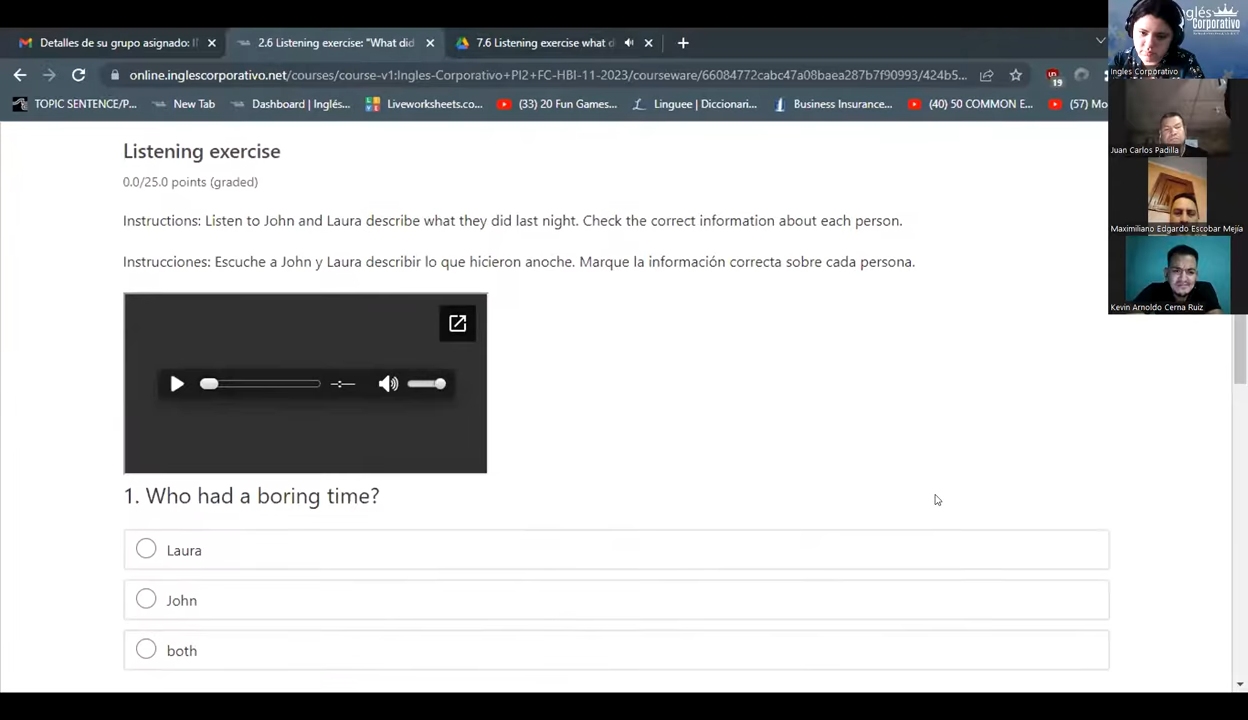 Detalles de su grupo asignado: I
2.6 Listening exercise: "What did
7.6 Listening exercise what d
online.inglescorporativo.net/courses/course-v1:Ingles-Corporativo+PI2+FC-HBI-11-2023/courseware/66084772cabc47a08baea287b7f90993/424b5...
19
TOPIC SENTENCE/P...
New Tab
Dashboard | Inglés...
Liveworksheets.co...
(33) 20 Fun Games...
Linguee | Diccionari...
Business Insurance...
(40) 50 COMMON E...
(57) Mo
Inglés
Corporativo
Ingles Corporativo
Juan Carlos Padilla
Maximiliano Edgardo Escobar Mejía
Kevin Arnoldo Cerna Ruiz
Listening exercise
0.0/25.0 points (graded)
Instructions: Listen to John and Laura describe what they did last night. Check the correct information about each person.
Instrucciones: Escuche a John y Laura describir lo que hicieron anoche. Marque la información correcta sobre cada persona.
1. Who had a boring time?
Laura
John
both